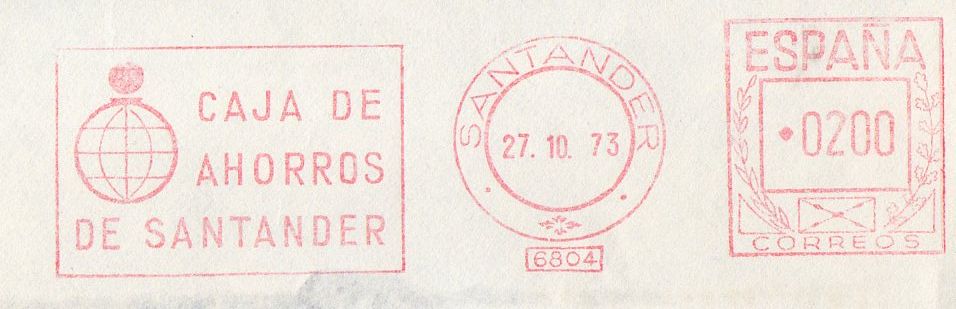 CAJA DE
AHORROS
DE SANTANDER
SANTANDER
27. 10. 73
6804
ESPAÑA
0200
CORREOS